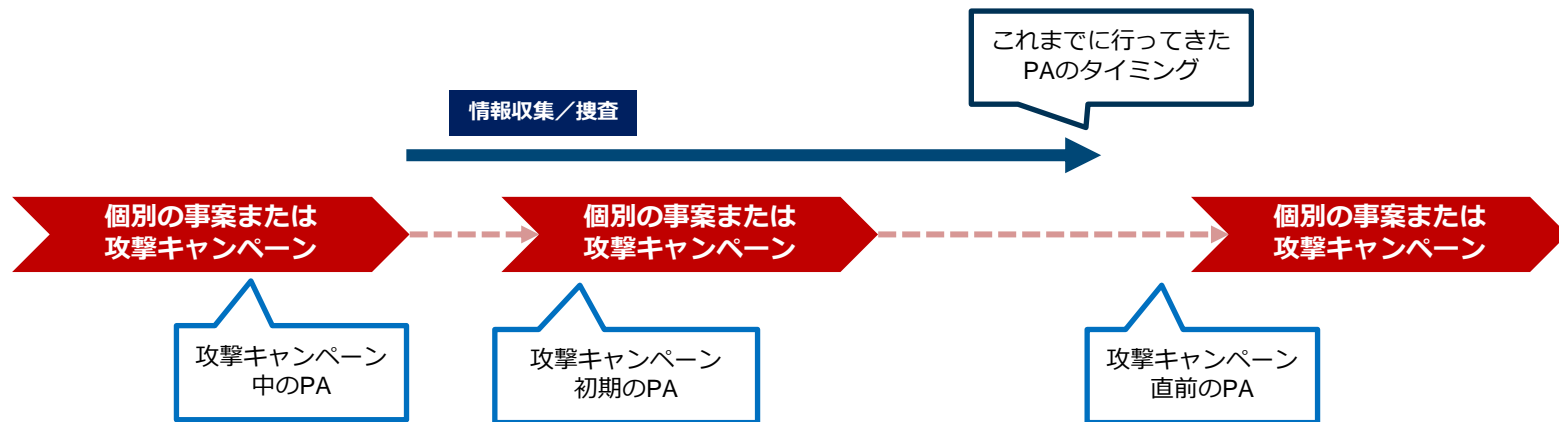 これまでに行ってきた
PAのタイミング
情報収集／捜査
個別の事案または
攻撃キャンペーン
個別の事案または
攻撃キャンペーン
個別の事案または
攻撃キャンペーン
攻撃キャンペーン
中のPA
攻撃キャンペーン
初期のPA
攻撃キャンペーン
直前のPA